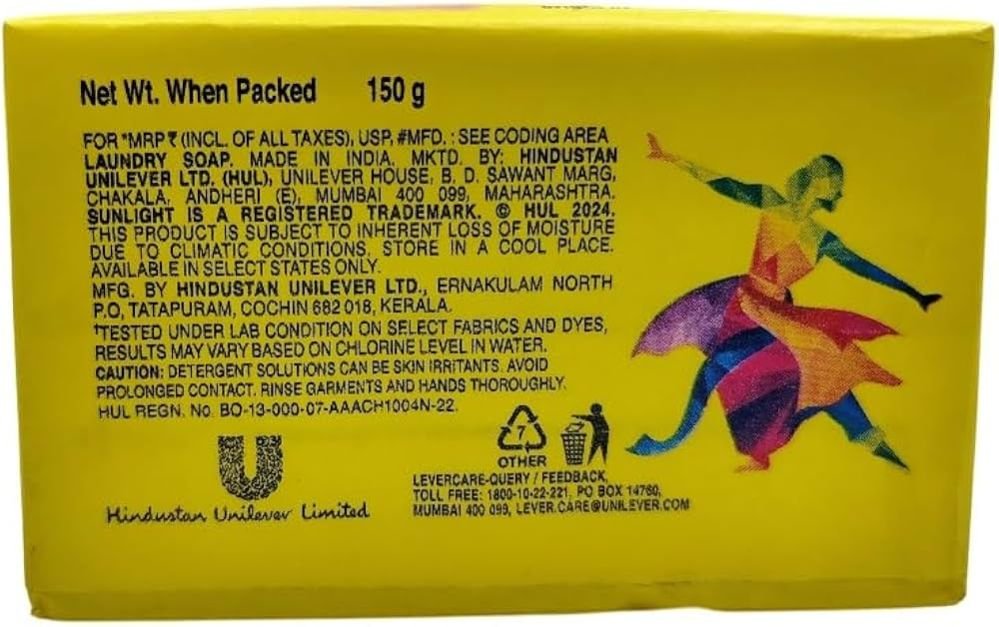 Net Wt. When Packed 150 g
FOR *MRP ₹ (INCL. OF ALL TAXES), USP, #MFD. : SEE CODING AREA
LAUNDRY SOAP. MADE IN INDIA. MKTD. BY: HINDUSTAN
UNILEVER LTD. (HUL), UNILEVER HOUSE, B. D. SAWANT MARG,
CHAKALA, ANDHERI (E), MUMBAI 400 099, MAHARASHTRA.
SUNLIGHT IS A REGISTERED TRADEMARK. © HUL 2024.
THIS PRODUCT IS SUBJECT TO INHERENT LOSS OF MOISTURE
DUE TO CLIMATIC CONDITIONS. STORE IN A COOL PLACE.
AVAILABLE IN SELECT STATES ONLY.
MFG. BY HINDUSTAN UNILEVER LTD., ERNAKULAM NORTH
P.O, TATAPURAM, COCHIN 682 018, KERALA.
†TESTED UNDER LAB CONDITION ON SELECT FABRICS AND DYES,
RESULTS MAY VARY BASED ON CHLORINE LEVEL IN WATER.
CAUTION: DETERGENT SOLUTIONS CAN BE SKIN IRRITANTS. AVOID
PROLONGED CONTACT. RINSE GARMENTS AND HANDS THOROUGHLY.
HUL REGN. No. BO-13-000-07-AAACH1004N-22.
7
OTHER
Hindustan Unilever Limited
LEVERCARE-QUERY / FEEDBACK,
TOLL FREE: 1800-10-22-221, PO BOX 14760,
MUMBAI 400 099, LEVER.CARE@UNILEVER.COM